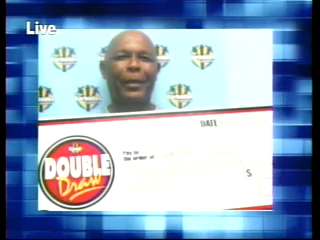 Live
DATE
Pay to
the order of
DOUBLE
Draw
$